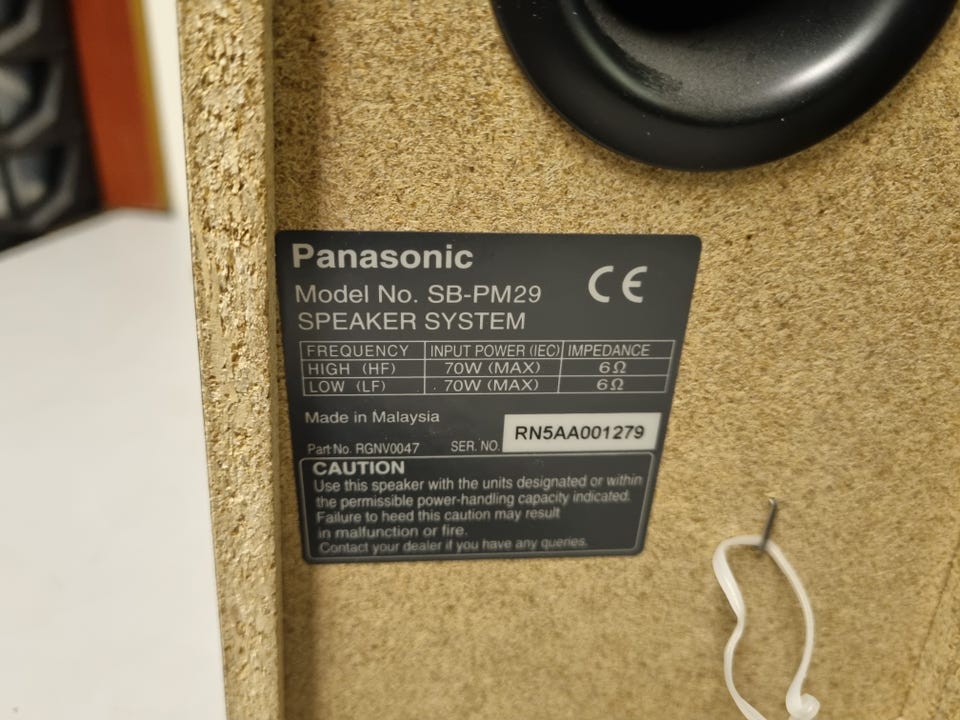 Panasonic
CE
Model No. SB-PM29
SPEAKER SYSTEM
FREQUENCY INPUT POWER (IEC) IMPEDANCE
HIGH (HF) 70W (MAX) 6Ω
LOW (LF) 70W (MAX) 6Ω
Made in Malaysia
Part No. RGNV0047 SER. NO. RN5AA001279
CAUTION
Use this speaker with the units designated or within
the permissible power-handling capacity indicated.
Failure to heed this caution may result
in malfunction or fire.
Contact your dealer if you have any queries.